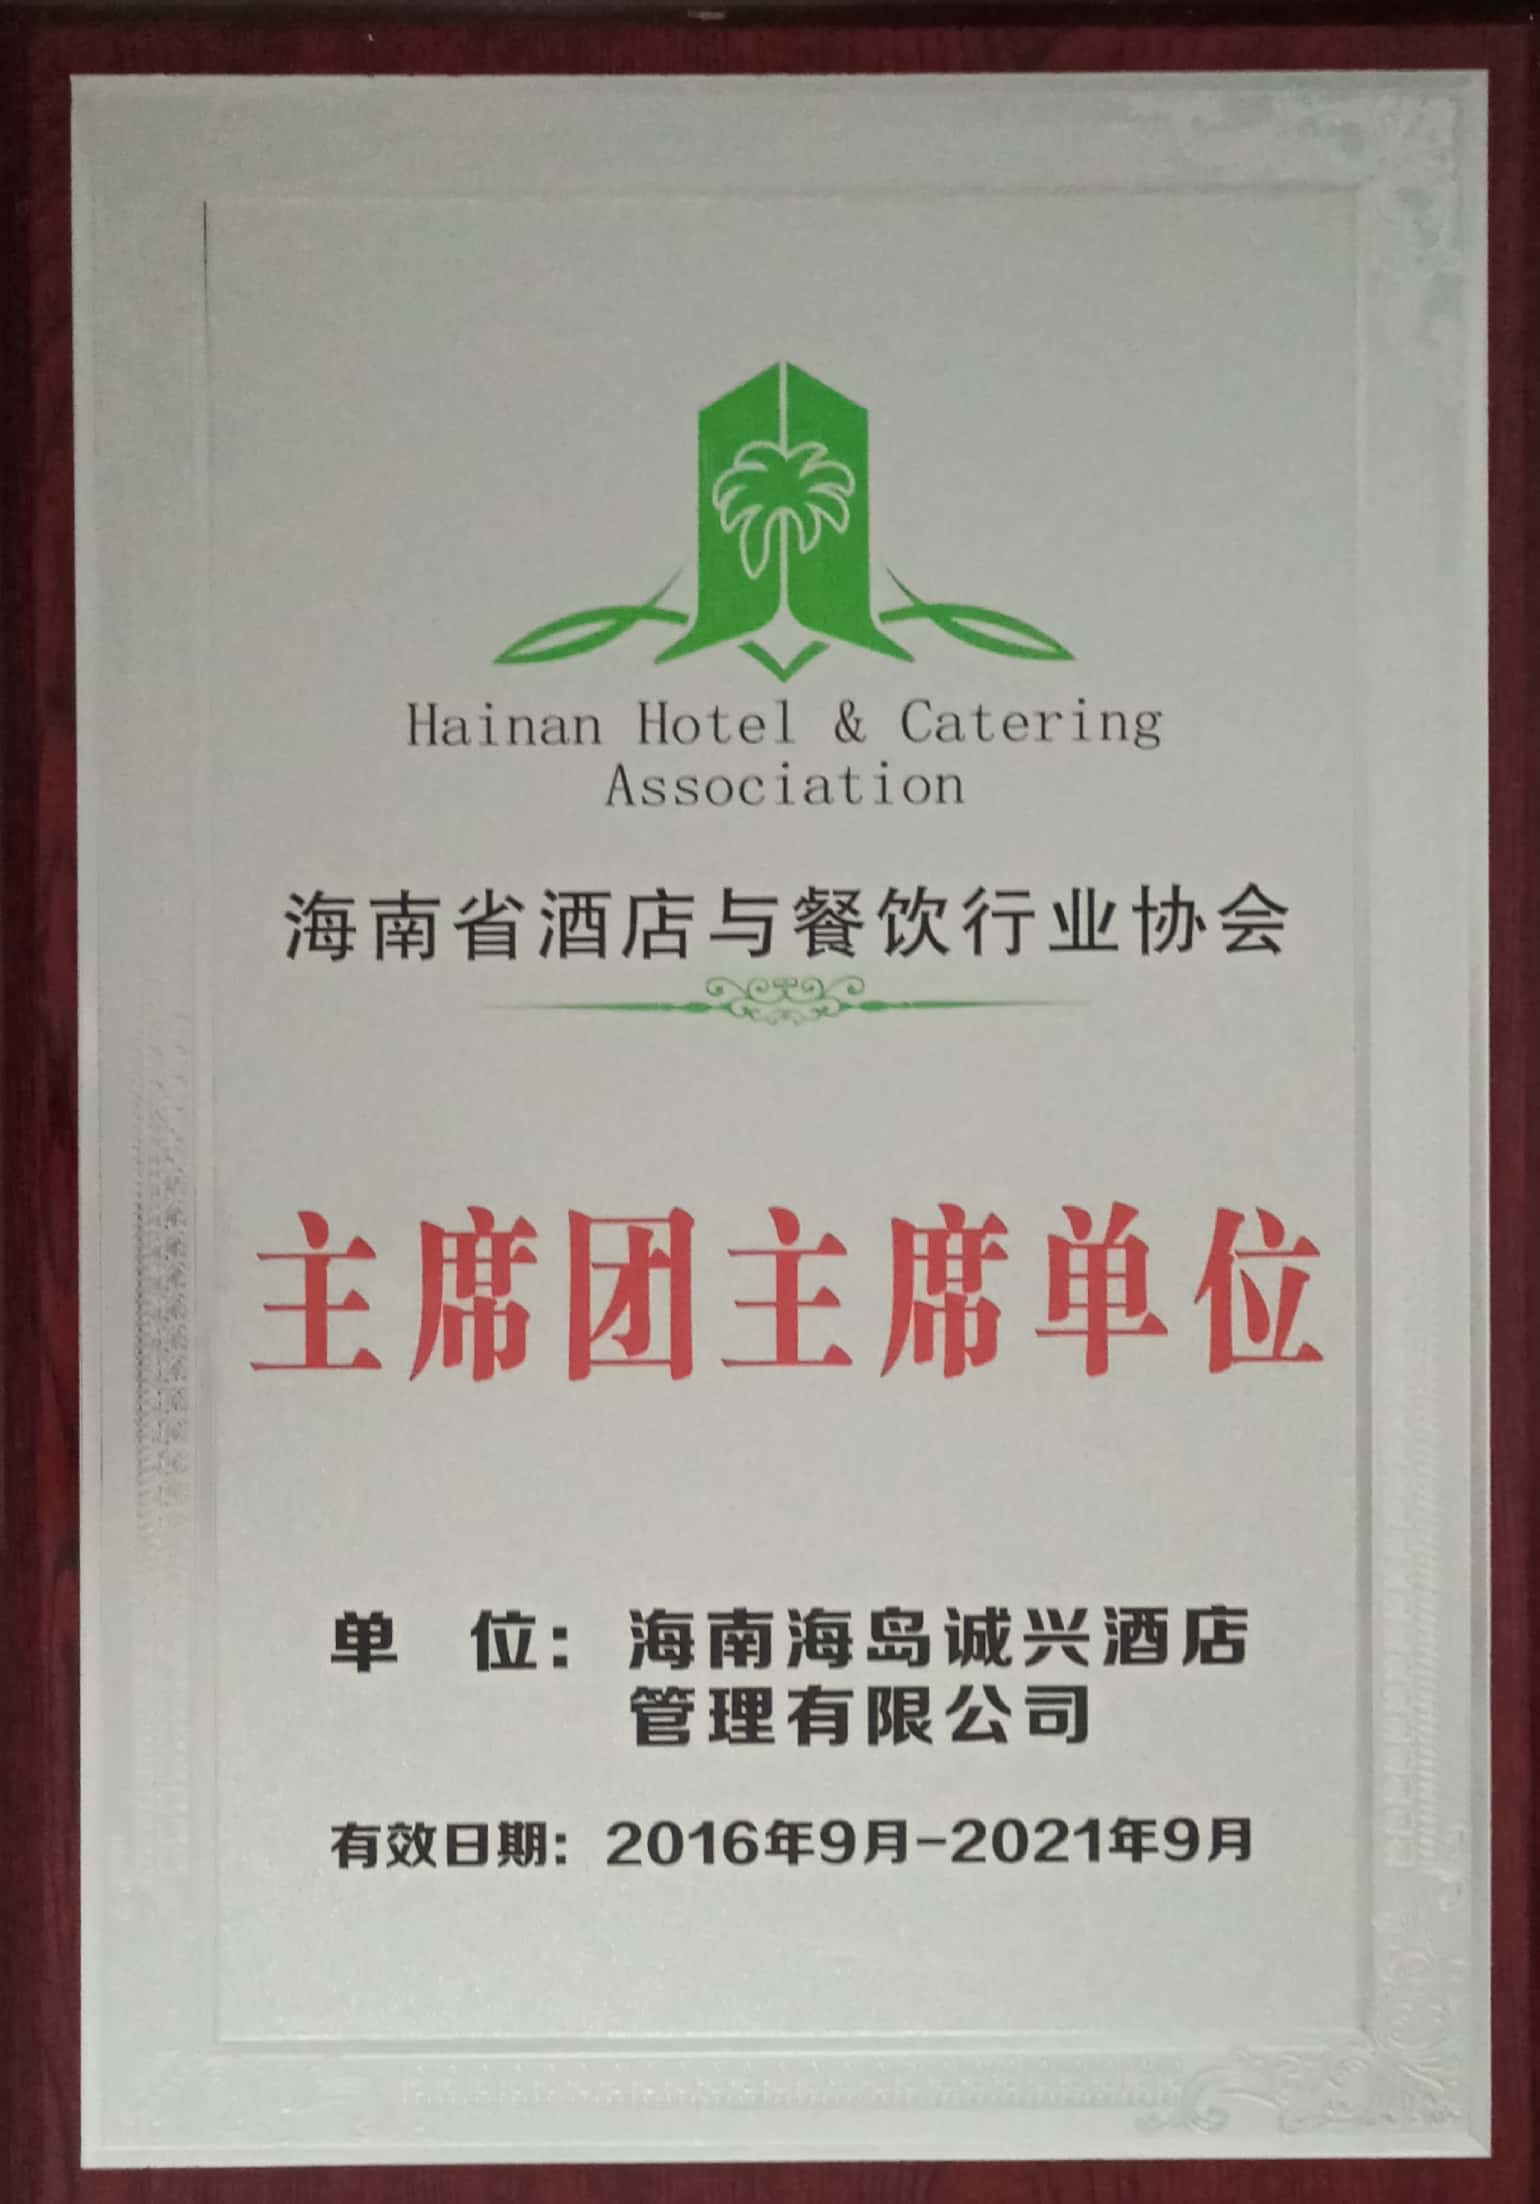 Hainan Hotel & Catering
Association
海南省酒店与餐饮行业协会
主席团主席单位
单 位：海南海岛诚兴酒店
管理有限公司
有效日期：2016年9月-2021年9月